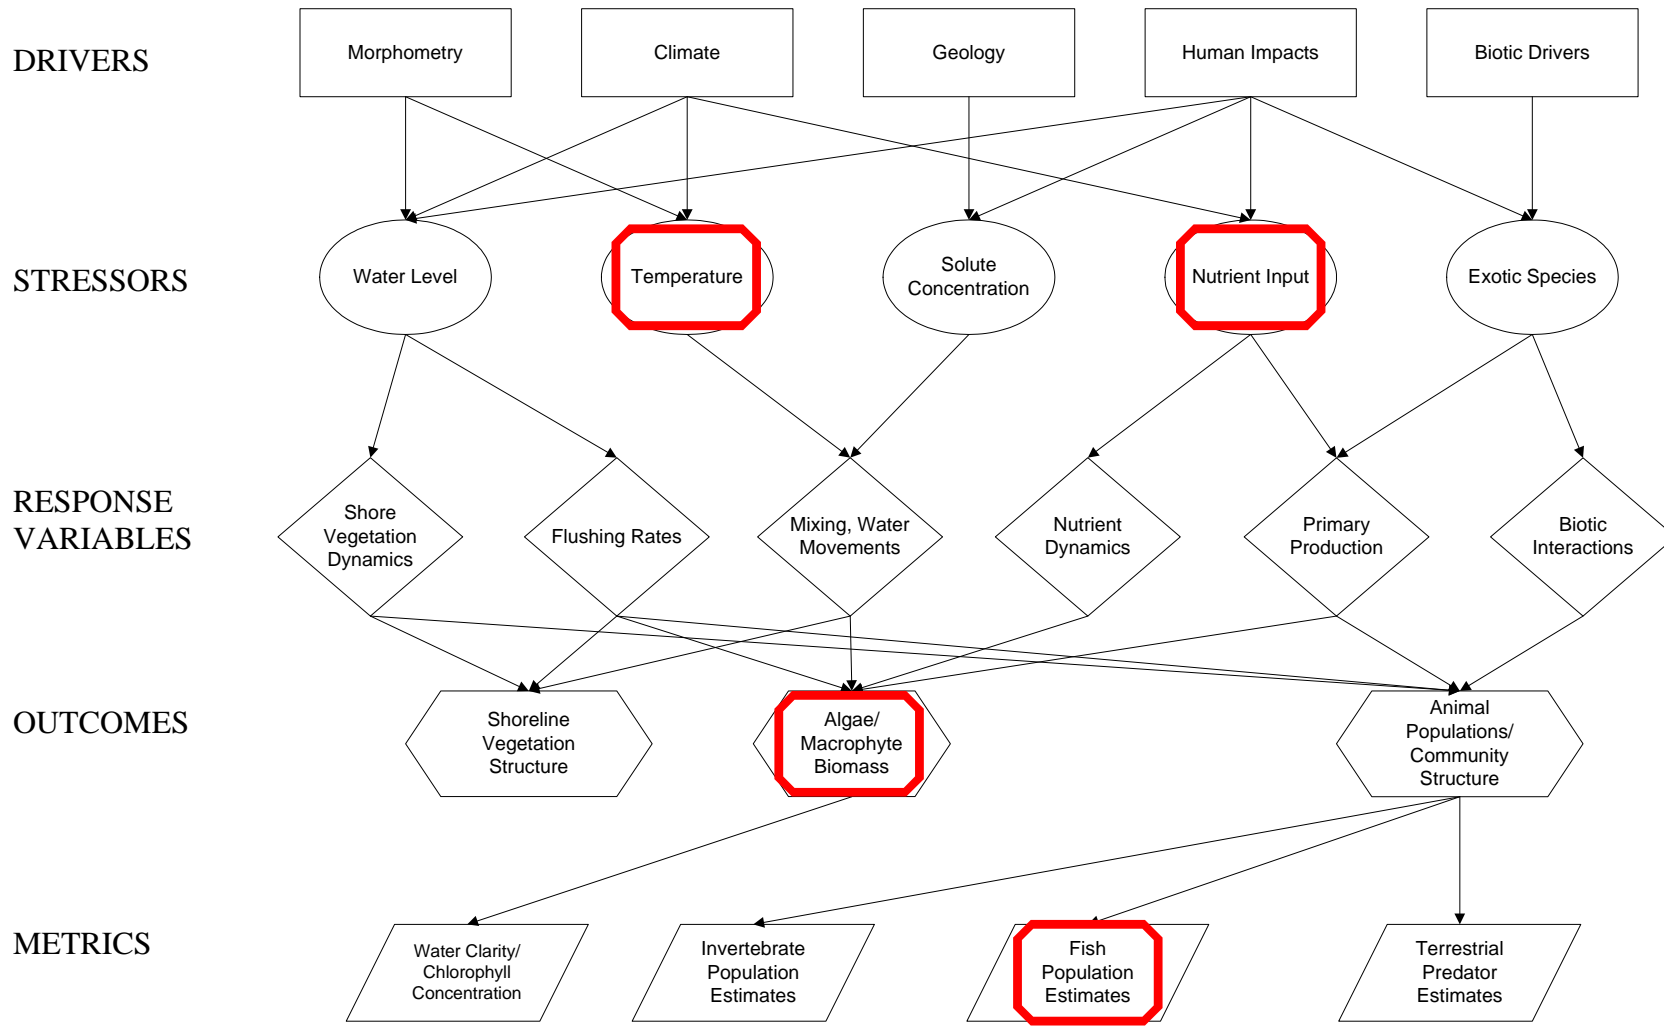 DRIVERS
Morphometry
Climate
Geology
Human Impacts
Biotic Drivers
STRESSORS
Water Level
Temperature
Solute
Concentration
Nutrient Input
Exotic Species
RESPONSE
VARIABLES
Shore
Vegetation
Dynamics
Flushing Rates
Mixing, Water
Movements
Nutrient
Dynamics
Primary
Production
Biotic
Interactions
OUTCOMES
Shoreline
Vegetation
Structure
Algae/
Macrophyte
Biomass
Animal
Populations/
Community
Structure
METRICS
Water Clarity/
Chlorophyll
Concentration
Invertebrate
Population
Estimates
Fish
Population
Estimates
Terrestrial
Predator
Estimates